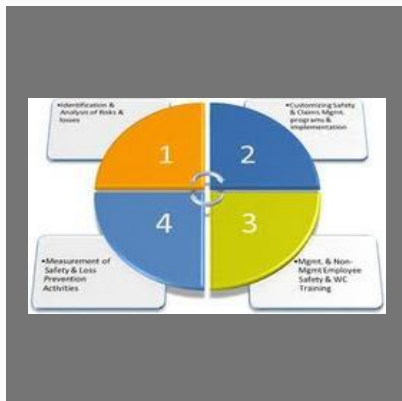 •Identification &
Analysis of Risks &
losses
•Customizing Safety
& Claims Mgmt.
programs &
implementation
1
2
4
3
•Measurement of
Safety & Loss
Prevention
Activities
•Mgmt. & Non-
Mgmt Employee
Safety & WC
Training